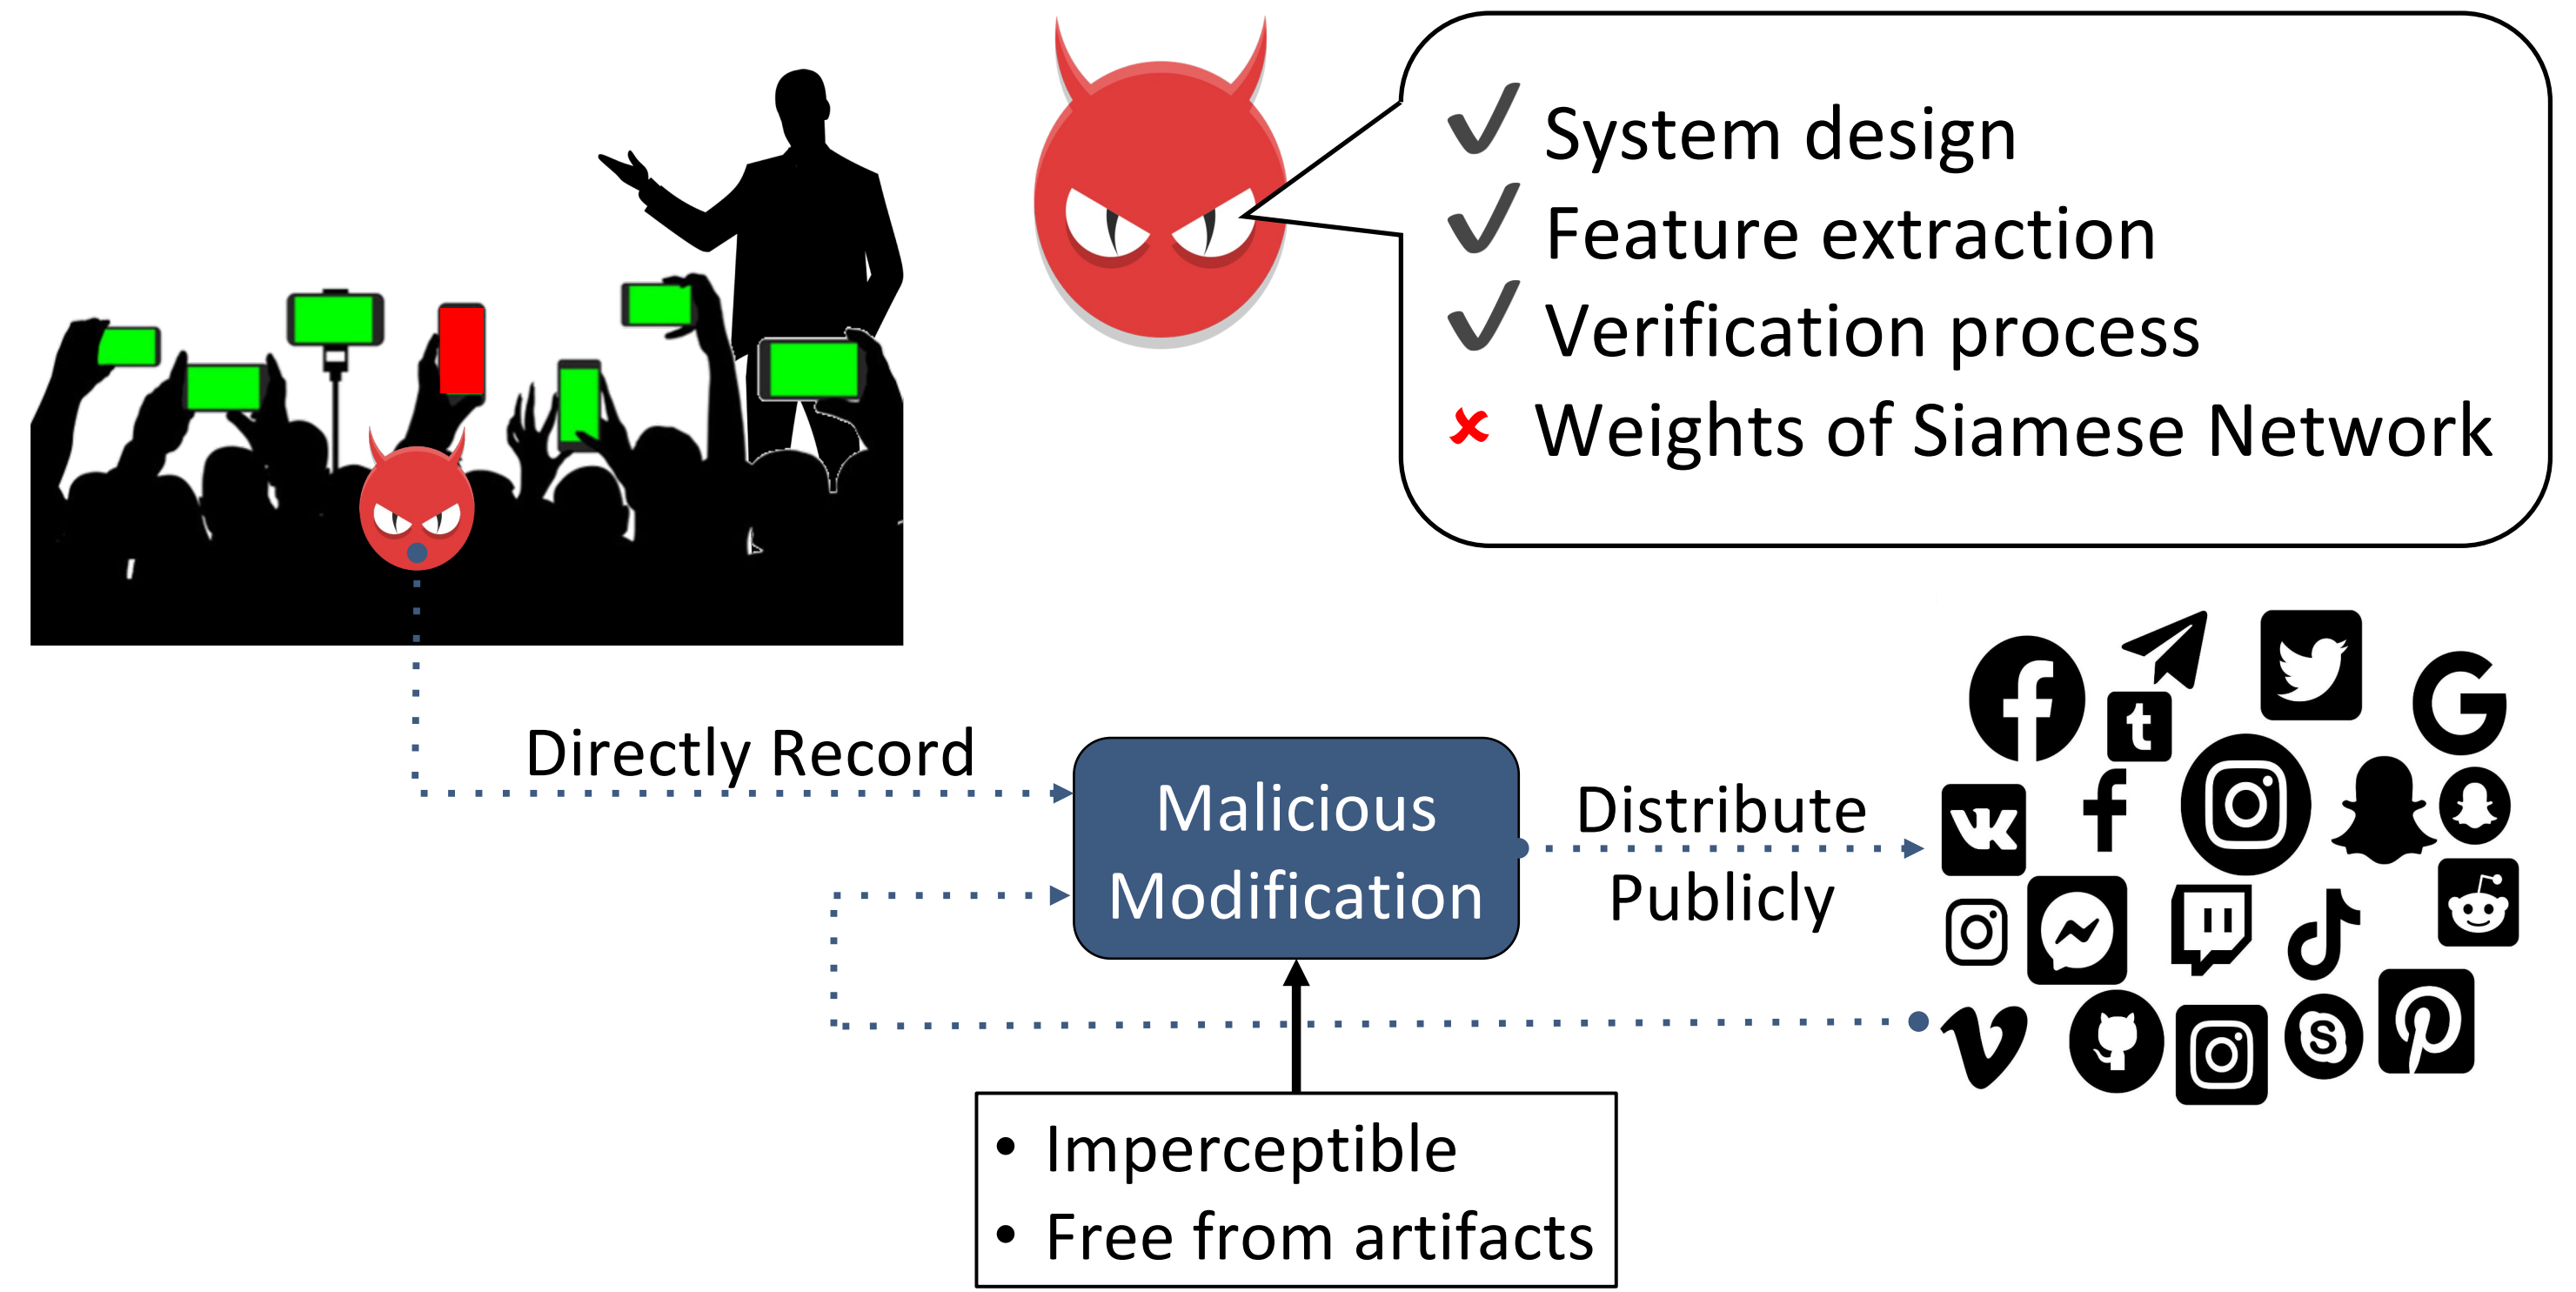 ✔ System design
✔ Feature extraction
✔ Verification process
✘ Weights of Siamese Network
Directly Record
Malicious
Modification
Distribute
Publicly
• Imperceptible
• Free from artifacts